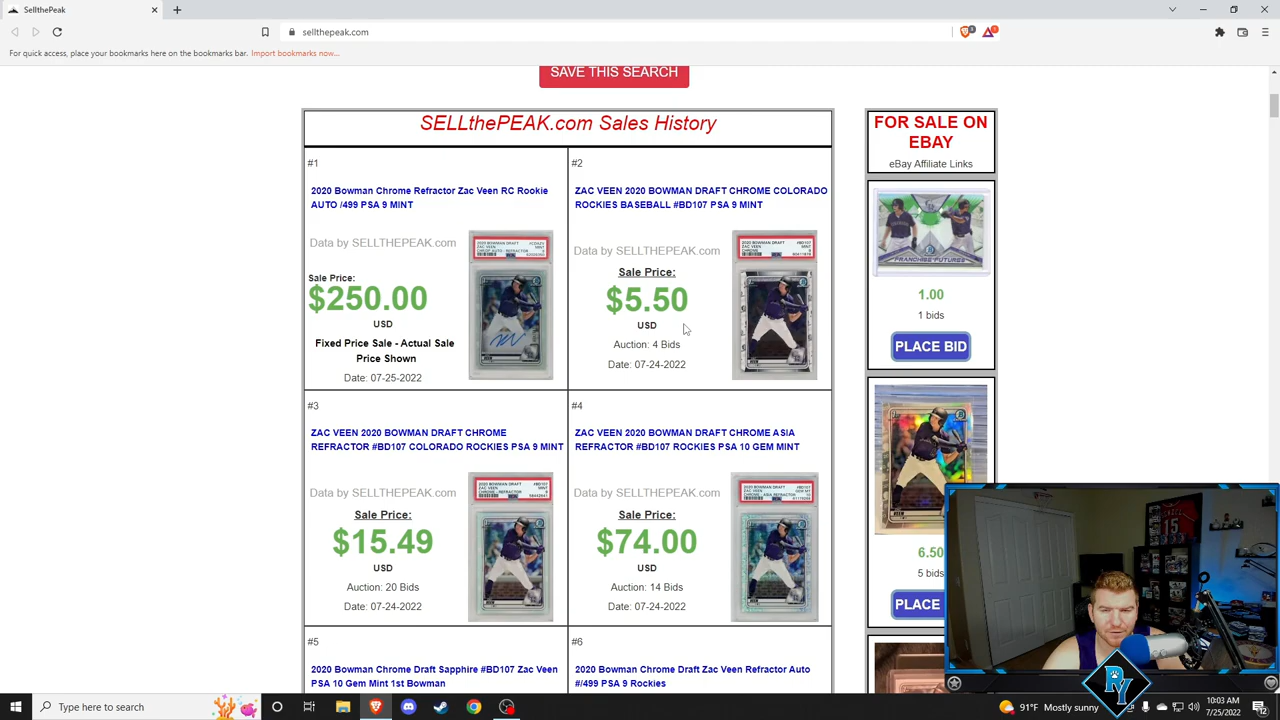 SellthePeak
sellthepeak.com
For quick access, place your bookmarks here on the bookmarks bar. Import bookmarks now...
SAVE THIS SEARCH
SELLthePEAK.com Sales History
#1
2020 Bowman Chrome Refractor Zac Veen RC Rookie
AUTO /499 PSA 9 MINT
Data by SELLTHEPEAK.com
Sale Price:
$250.00
USD
Fixed Price Sale - Actual Sale
Price Shown
Date: 07-25-2022
#2
ZAC VEEN 2020 BOWMAN DRAFT CHROME COLORADO
ROCKIES BASEBALL #BD107 PSA 9 MINT
Data by SELLTHEPEAK.com
Sale Price:
$5.50
USD
Auction: 4 Bids
Date: 07-24-2022
#3
ZAC VEEN 2020 BOWMAN DRAFT CHROME
REFRACTOR #BD107 COLORADO ROCKIES PSA 9 MINT
Data by SELLTHEPEAK.com
Sale Price:
$15.49
USD
Auction: 20 Bids
Date: 07-24-2022
#4
ZAC VEEN 2020 BOWMAN DRAFT CHROME ASIA
REFRACTOR #BD107 ROCKIES PSA 10 GEM MINT
Data by SELLTHEPEAK.com
Sale Price:
$74.00
USD
Auction: 14 Bids
Date: 07-24-2022
#5
2020 Bowman Chrome Draft Sapphire #BD107 Zac Veen
PSA 10 Gem Mint 1st Bowman
#6
2020 Bowman Chrome Draft Zac Veen Refractor Auto
#/499 PSA 9 Rockies
FOR SALE ON
EBAY
eBay Affiliate Links
FRANCHISE FUTURES
1.00
1 bids
PLACE BID
6.50
5 bids
PLACE
15
RY
Type here to search
91°F Mostly sunny
10:03 AM
7/25/2022
12